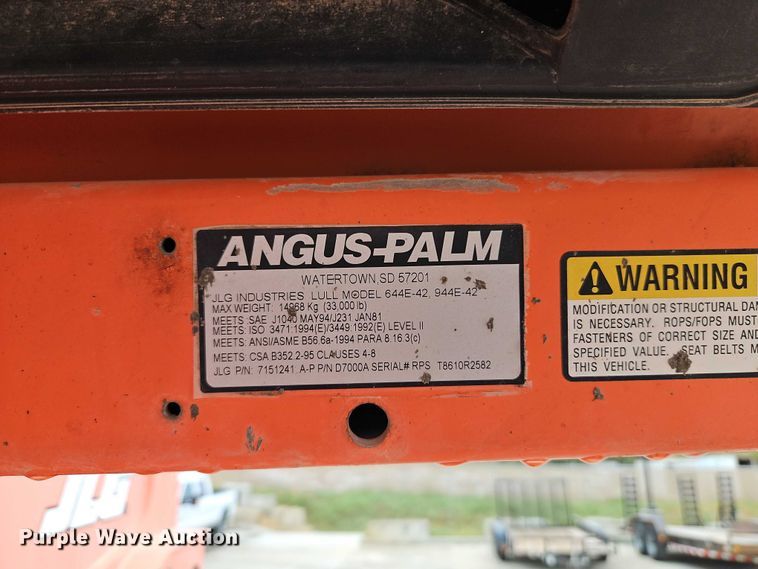 ANGUS-PALM
WATERTOWN, SD 57201
JLG INDUSTRIES LULL MODEL 644E-42, 944E-42
MAX WEIGHT: 14968 Kg (33,000 lb)
MEETS SAE J1040 MAY94/J231 JAN81
MEETS ISO 3471:1994(E)/3449 1992(E) LEVEL II
MEETS: ANSI/ASME B56.6a-1994 PARA 8.16.3(c)
MEETS: CSA B352.2-95 CLAUSES 4-8
JLG P/N: 7151241 A-P P/N D7000A SERIAL# RPS T8610R2582
WARNING
MODIFICATION OR STRUCTURAL DA
INITIALLY REQUIRED. ROPS/FOPS MUST
FASTENERS OF CORRECT SIZE AND
SPECIFIED VALUE. SEAT BELTS M
THIS VEHICLE.
JLG
Purple Wave Auction